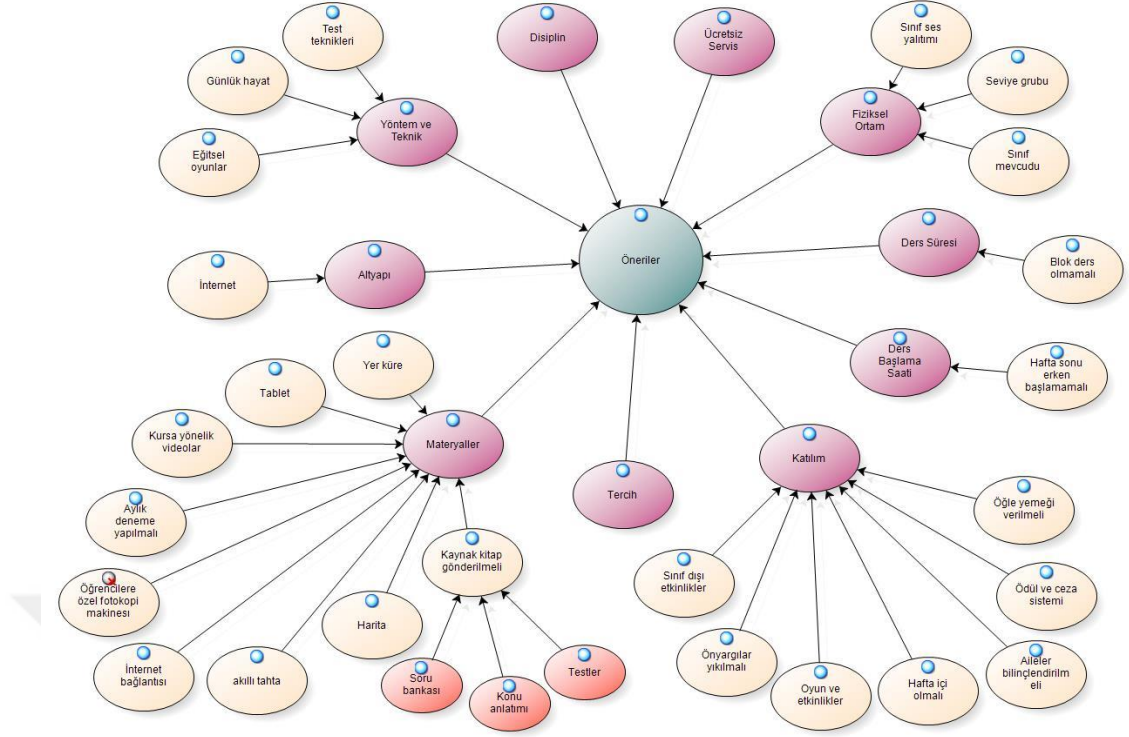 Test
teknikleri
Disiplin
Ücretsiz
Servis
Sınıf ses
yalıtımı
Günlük hayat
Seviye grubu
Yöntem ve
Teknik
Fiziksel
Ortam
Eğitsel
oyunlar
Sınıf
mevcudu
Öneriler
Ders Süresi
Blok ders
olmamalı
İnternet
Altyapı
Ders
Başlama
Saati
Hafta sonu
erken
başlamamalı
Yer küre
Tablet
Kursa yönelik
videolar
Materyaller
Katılım
Tercih
Aylık
deneme
yapılmalı
Öğle yemeği
verilmeli
Kaynak kitap
gönderilmeli
Sınıf dışı
etkinlikler
Ödül ve ceza
sistemi
Öğrencilere
özel fotokopi
makinesı
Harita
Önyargılar
yıkılmalı
İnternet
bağlantısı
akıllı tahta
Soru
bankası
Konu
anlatımı
Testler
Oyun ve
etkinlikler
Hafta içi
olmalı
Aileler
bilinçlendirilm
eli